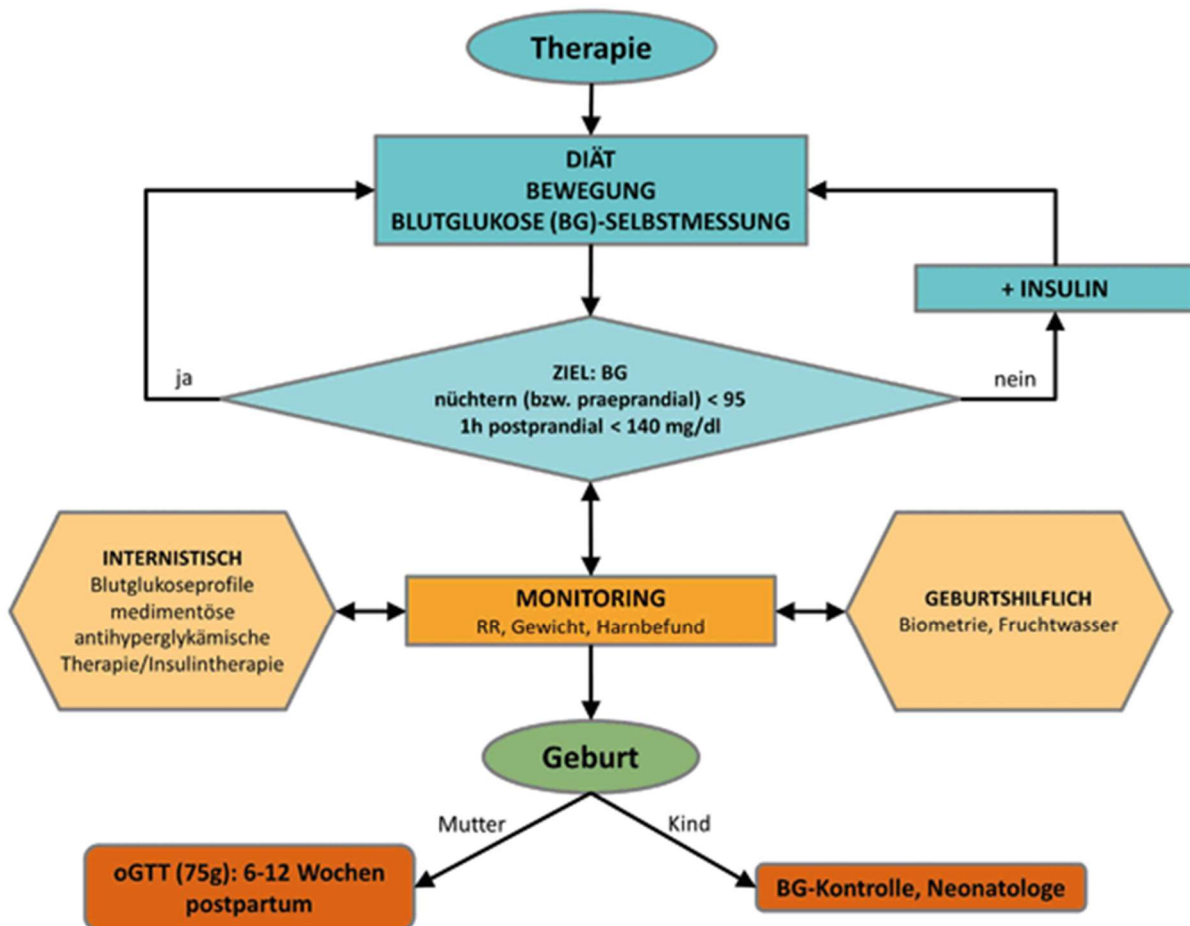 Therapie
DIÄT
BEWEGUNG
BLUTGLUKOSE (BG)-SELBSTMESSUNG
+ INSULIN
ja
nein
ZIEL: BG
nüchtern (bzw. praeprandial) < 95
1h postprandial < 140 mg/dl
INTERNISTISCH
Blutglukoseprofile
medimentöse
antihyperglykämische
Therapie/Insulintherapie
MONITORING
RR, Gewicht, Harnbefund
GEBURTSHILFLICH
Biometrie, Fruchtwasser
Geburt
Mutter
Kind
oGTT (75g): 6-12 Wochen
postpartum
BG-Kontrolle, Neonatologe